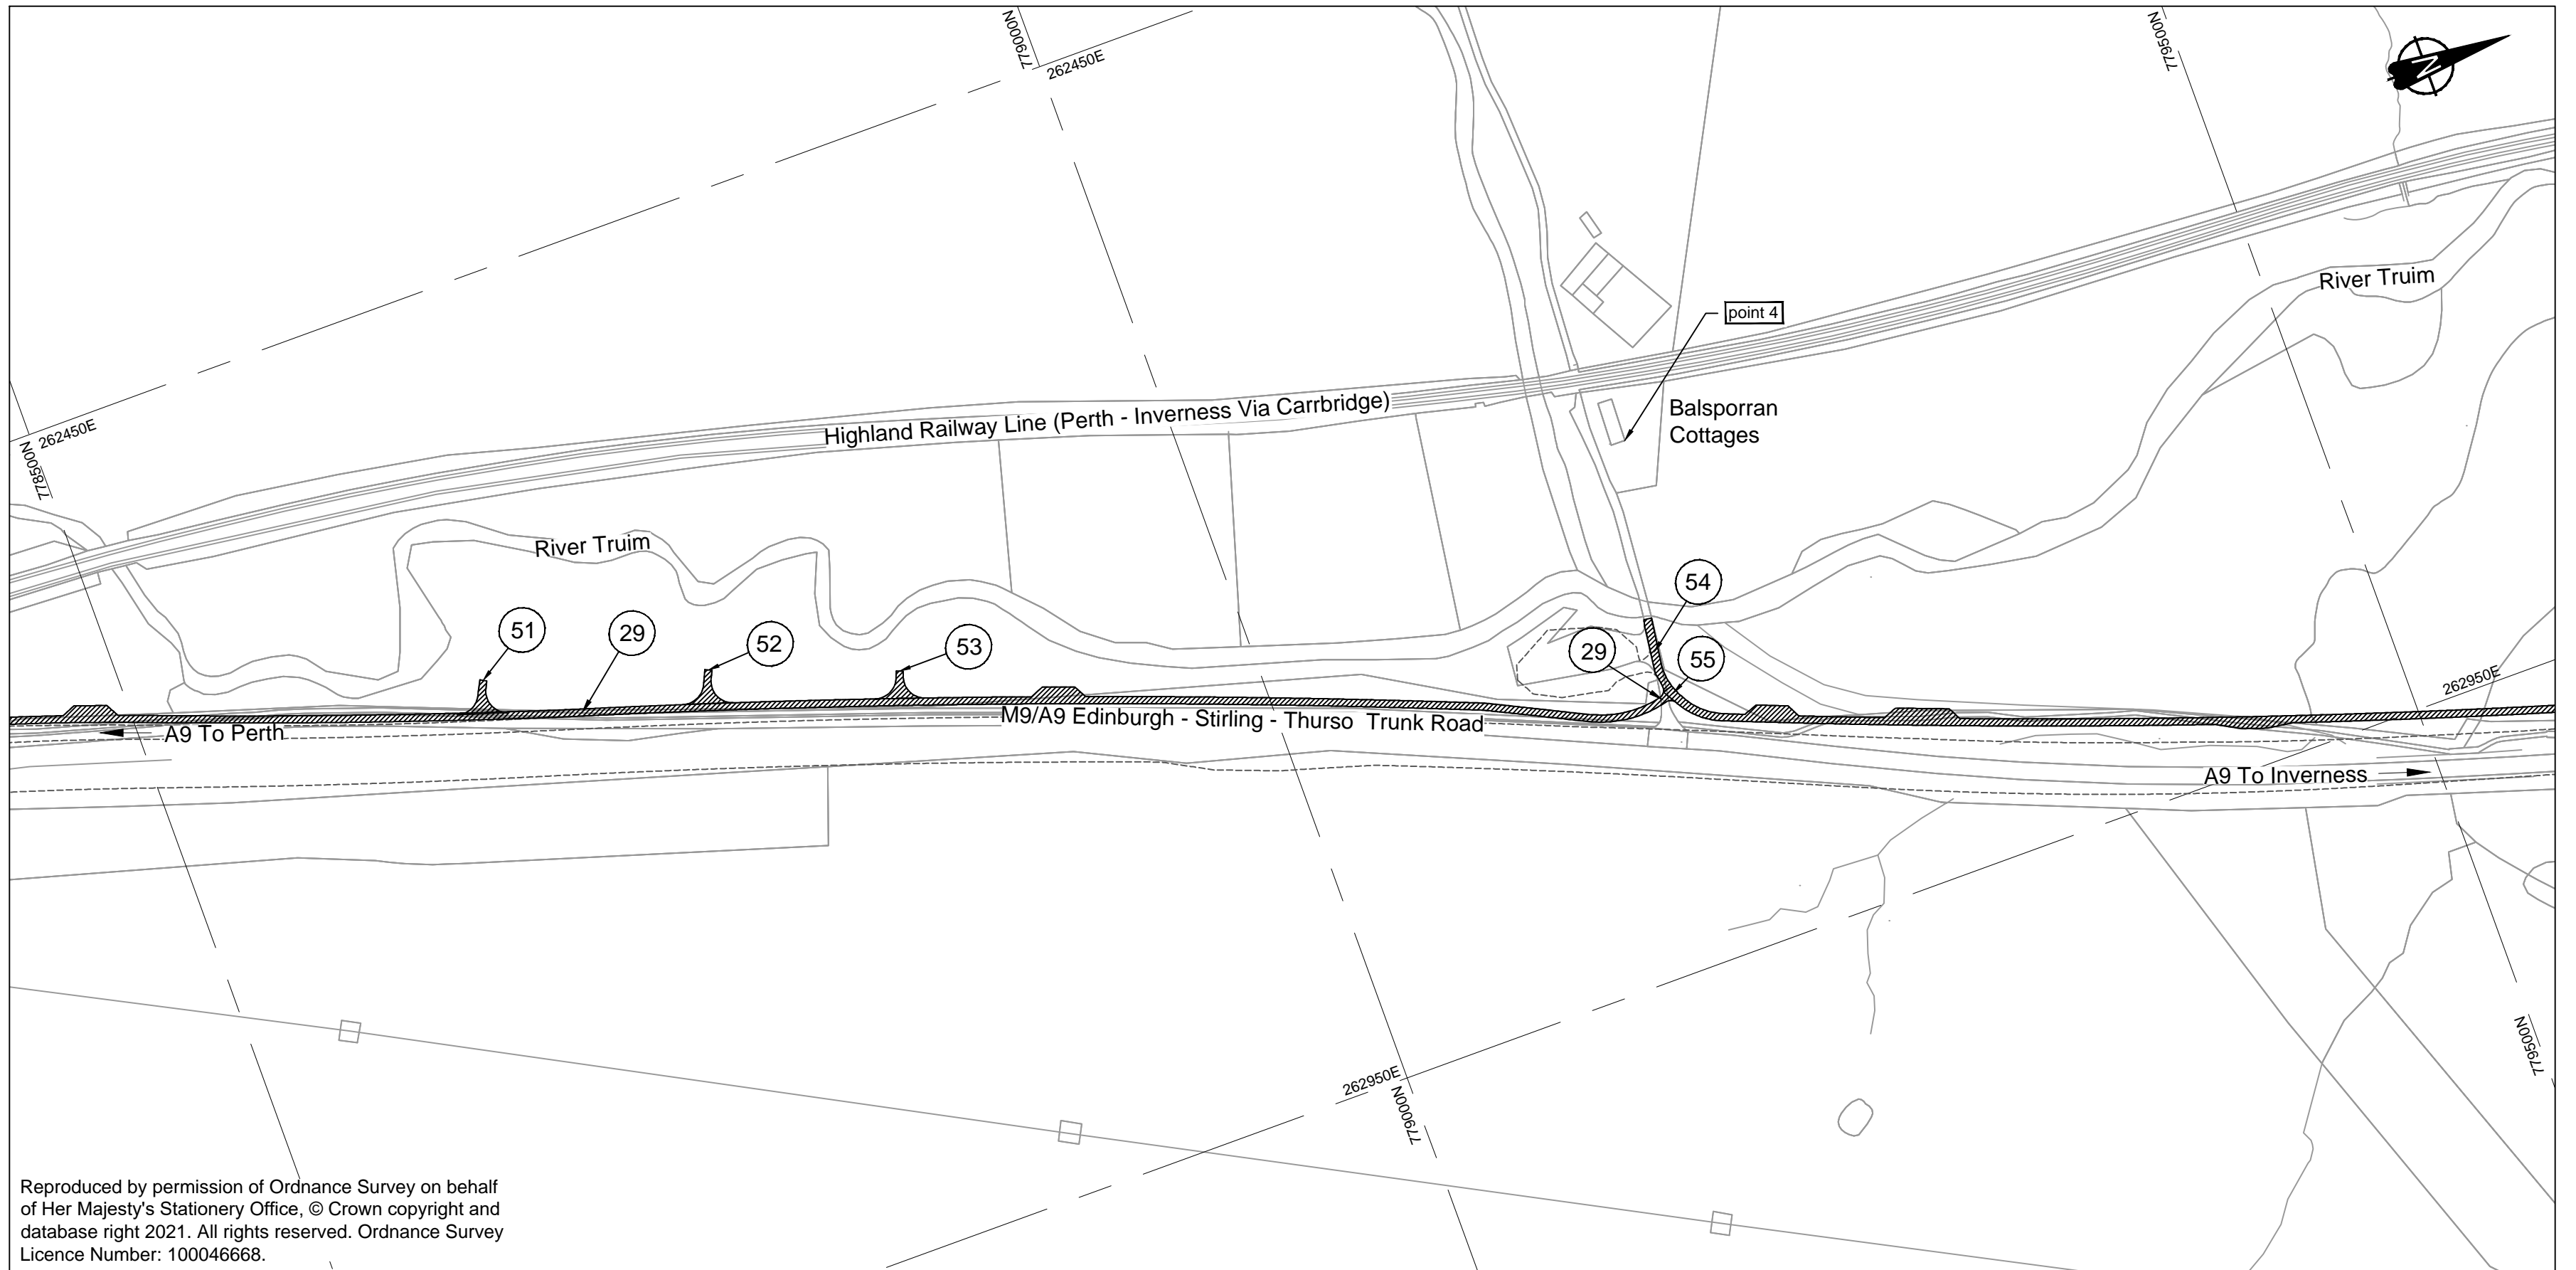 779000N
262450E
779500N
N
River Truim
point 4
Highland Railway Line (Perth - Inverness Via Carrbridge)
Balsporran
Cottages
262450E
778500N
River Truim
54
51
29
52
53
29
55
262950E
M9/A9 Edinburgh - Stirling - Thurso Trunk Road
A9 To Perth
A9 To Inverness
779500N
262950E
779000N
Reproduced by permission of Ordnance Survey on behalf
of Her Majesty's Stationery Office, © Crown copyright and
database right 2021. All rights reserved. Ordnance Survey
Licence Number: 100046668.